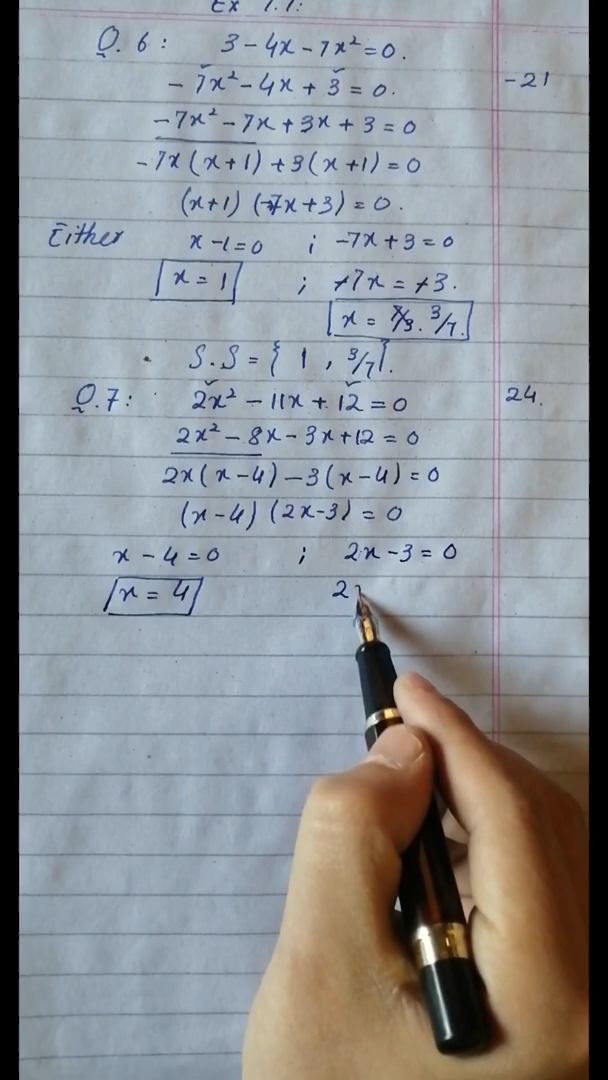 Ex 1.1:
Q. 6 : 3 - 4x - 7x² = 0.
- 7x² - 4x + 3 = 0. -21
-7x² - 7x + 3x + 3 = 0
-7x(x+1) + 3(x+1) = 0
(x+1) (-7x+3) = 0.
Either x-1=0 ; -7x+3=0
x = 1 ; -7x = -3.
x = 3/7.
S.S = { 1 , 3/7 }.
Q.7 : 2x² - 11x + 12 = 0 24.
2x² - 8x - 3x + 12 = 0
2x(x-4) - 3(x-4) = 0
(x-4) (2x-3) = 0
x - 4 = 0 ; 2x - 3 = 0
x = 4 2